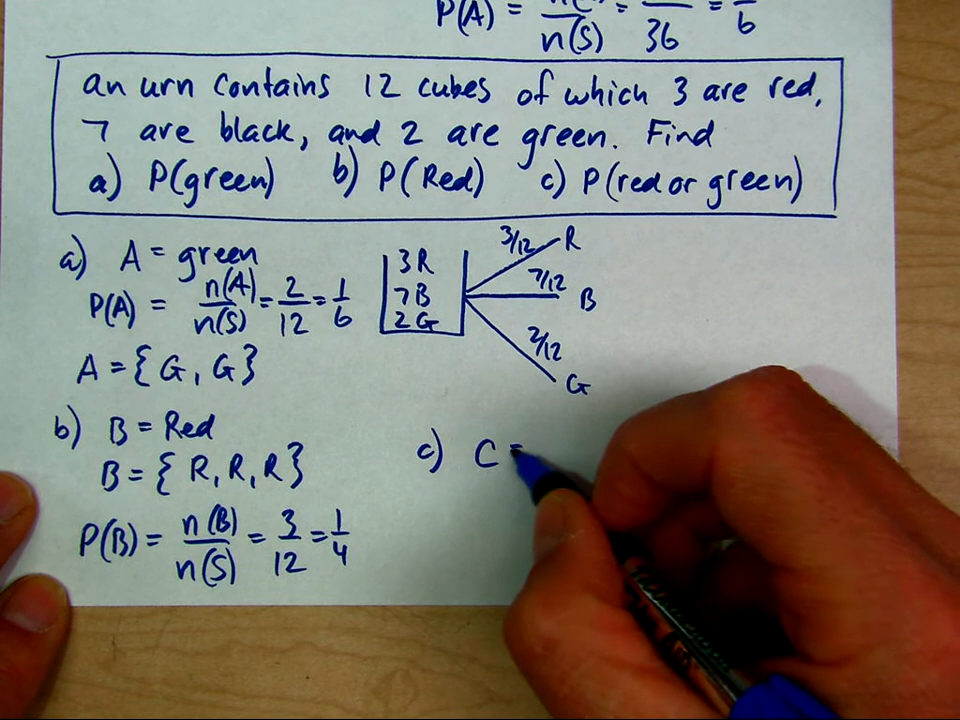 P(A) = n(A)/n(S) = /36 = 1/6
an urn contains 12 cubes of which 3 are red,
7 are black, and 2 are green. Find
a) P(green) b) P(Red) c) P(red or green)
a) A = green
P(A) = n(A)/n(S) = 2/12 = 1/6
A = {G, G}
3R
7B
2G
3/12 R
7/12 B
2/12 G
b) B = Red
B = {R, R, R}
P(B) = n(B)/n(S) = 3/12 = 1/4
c) C =